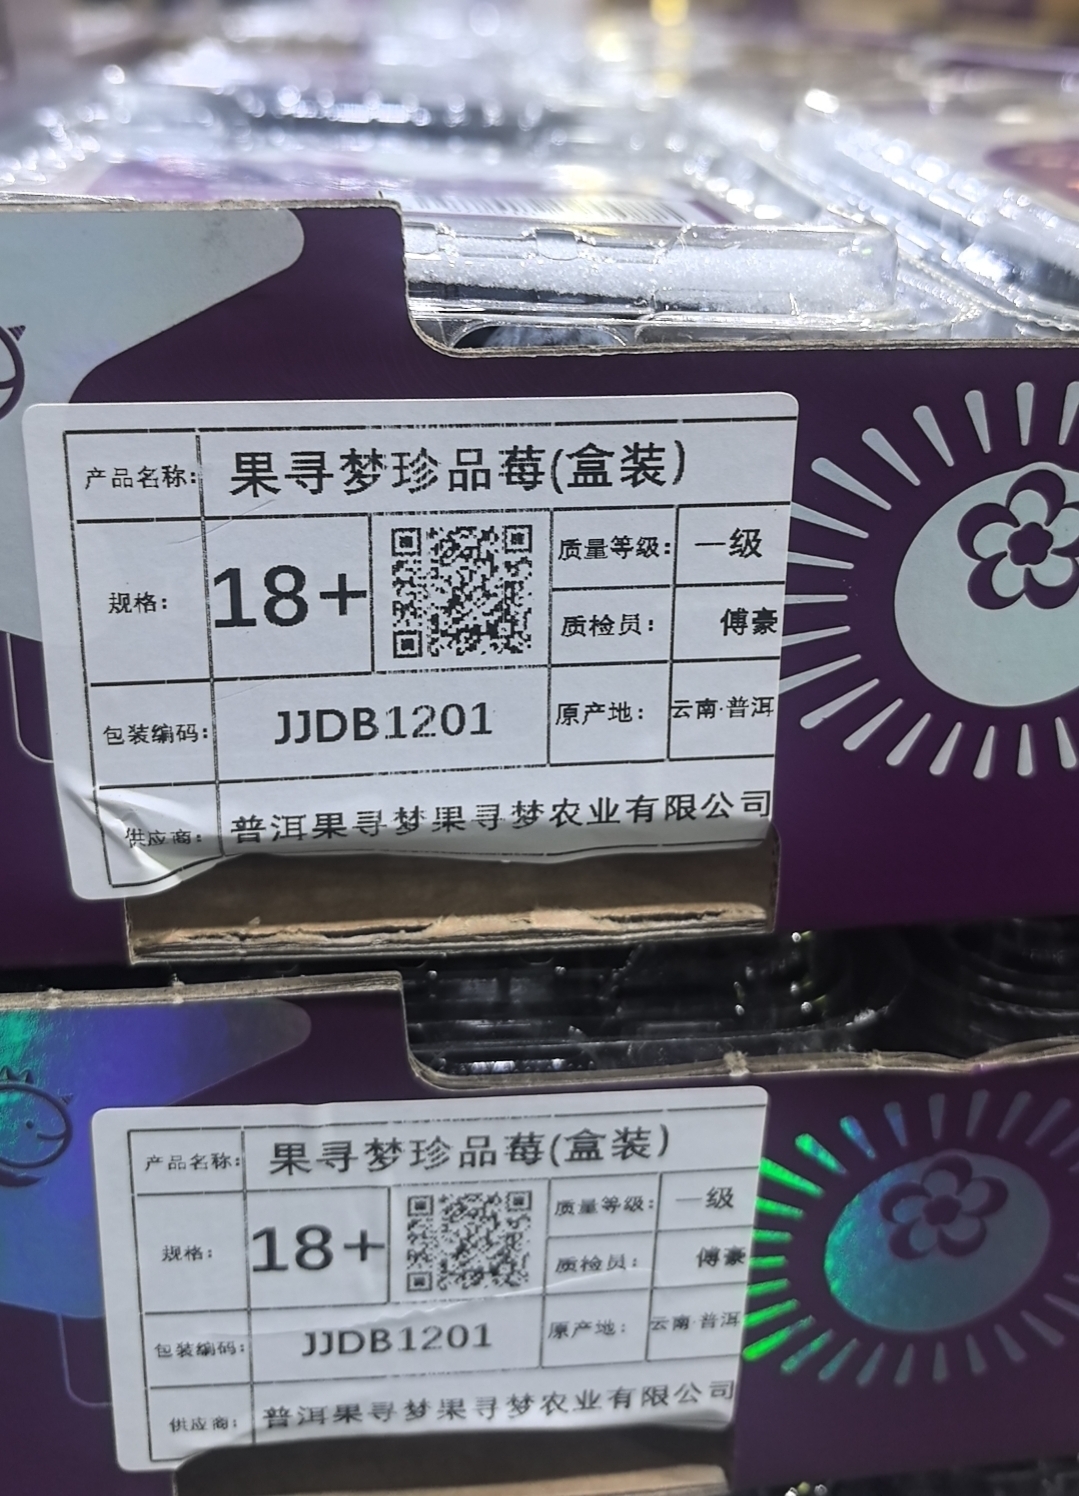 产品名称: 果寻梦珍品莓(盒装)
规格: 18+ 质量等级: 一级
质检员: 傅豪
包装编码: JJDB1201 原产地: 云南·普洱
供应商: 普洱果寻梦果寻梦农业有限公司
产品名称: 果寻梦珍品莓(盒装)
规格: 18+ 质量等级: 一级
质检员: 傅豪
包装编码: JJDB1201 原产地: 云南·普洱
供应商: 普洱果寻梦果寻梦农业有限公司